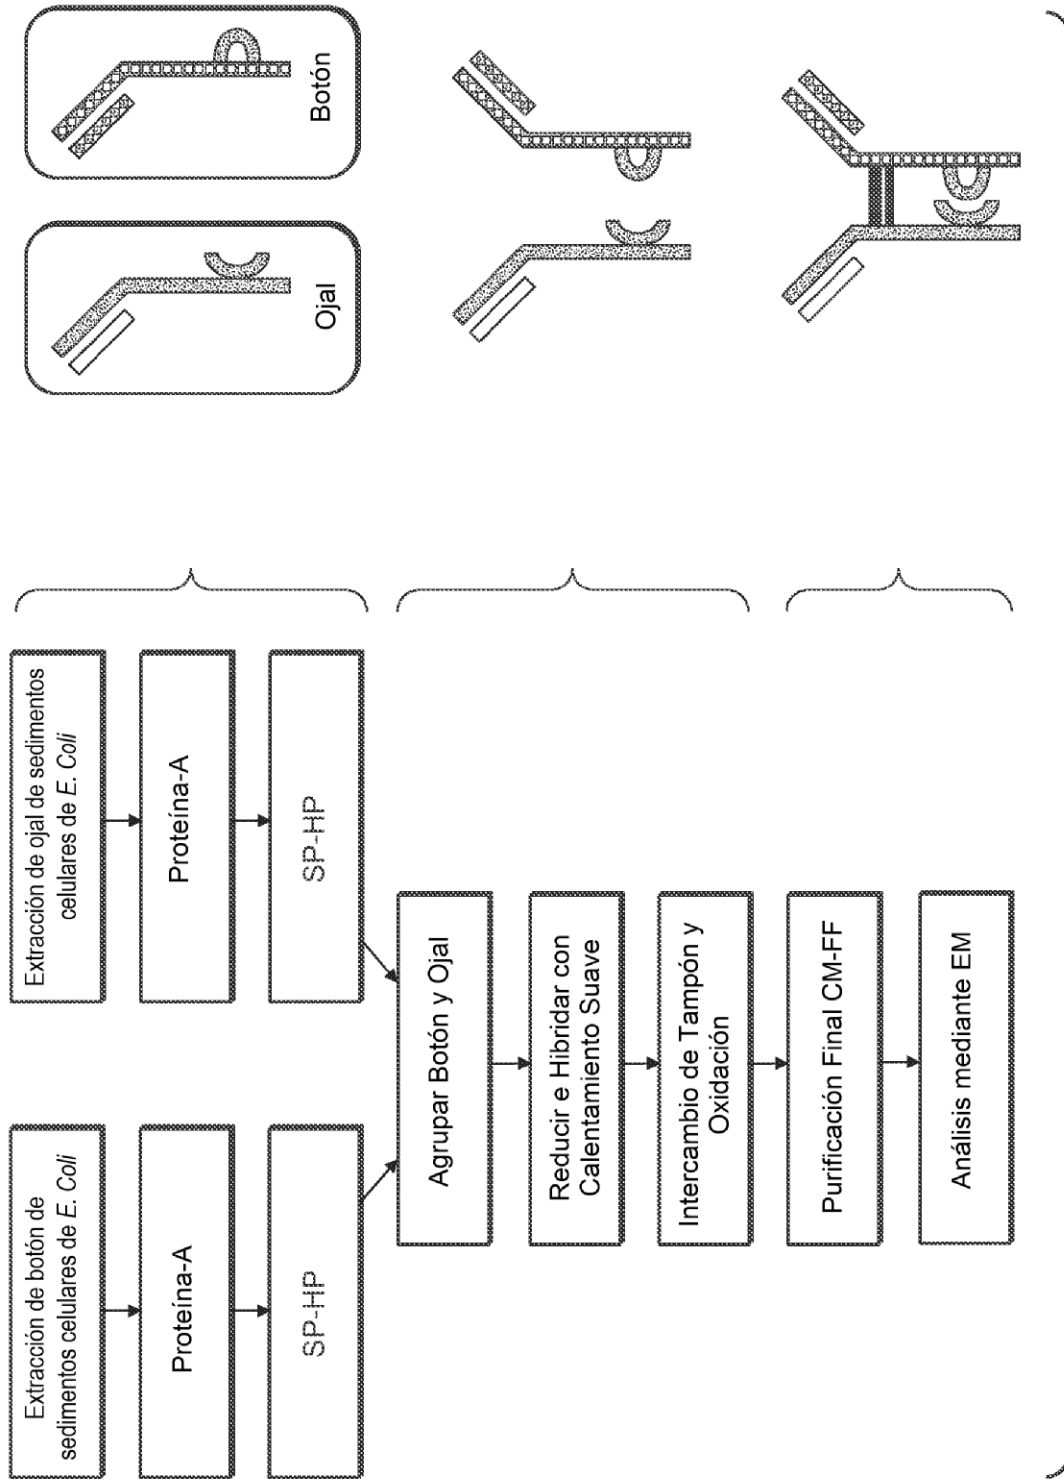 Extracción de botón de
sedimentos celulares de E. Coli
Proteína-A
SP-HP
Extracción de ojal de sedimentos
celulares de E. Coli
Proteína-A
SP-HP
Agrupar Botón y Ojal
Reducir e Hibridar con
Calentamiento Suave
Intercambio de Tampón y
Oxidación
Purificación Final CM-FF
Análisis mediante EM
Ojal
Botón